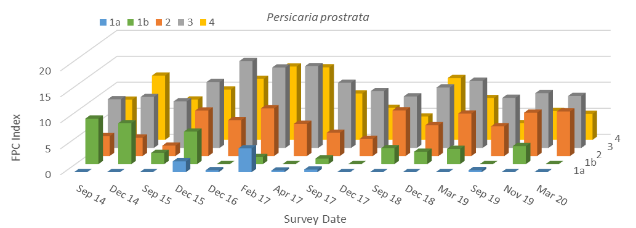 Persicaria prostrata
1a 1b 2 3 4
20
15
10
5
0
FPC Index
Sep 14 Dec 14 Sep 15 Dec 15 Dec 16 Feb 17 Apr 17 Nov 17 Dec 17 Sep 18 Dec 18 Mar 19 Sep 19 Nov 19 Mar 20
1a
1b
2
3
4
Survey Date